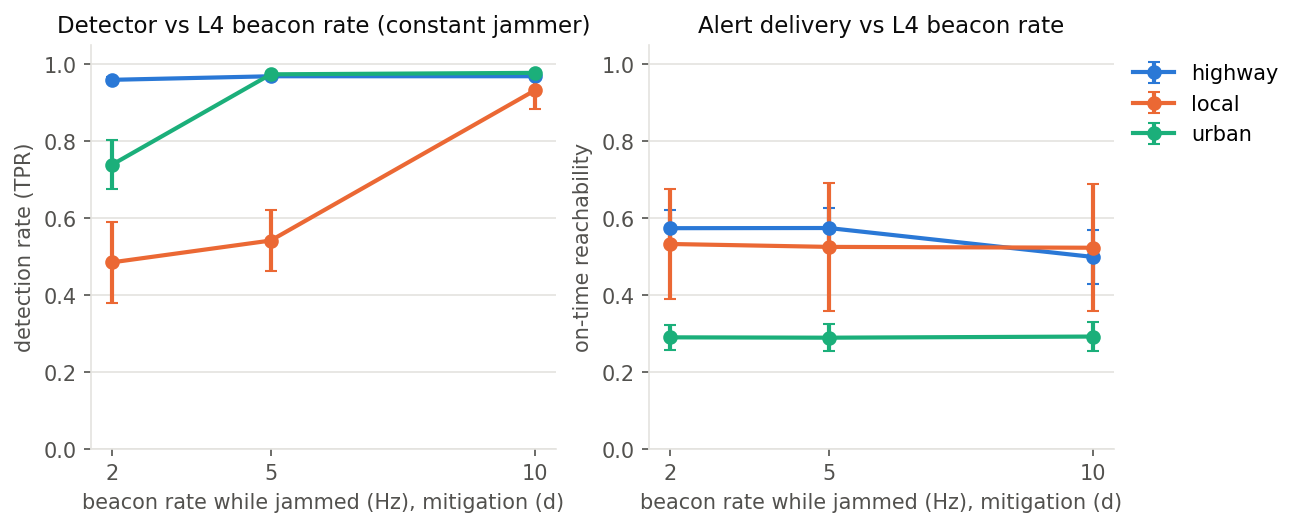 Detector vs L4 beacon rate (constant jammer)
detection rate (TPR)
1.0
0.8
0.6
0.4
0.2
0.0
2
5
10
beacon rate while jammed (Hz), mitigation (d)
Alert delivery vs L4 beacon rate
on-time reachability
1.0
0.8
0.6
0.4
0.2
0.0
2
5
10
beacon rate while jammed (Hz), mitigation (d)
highway
local
urban